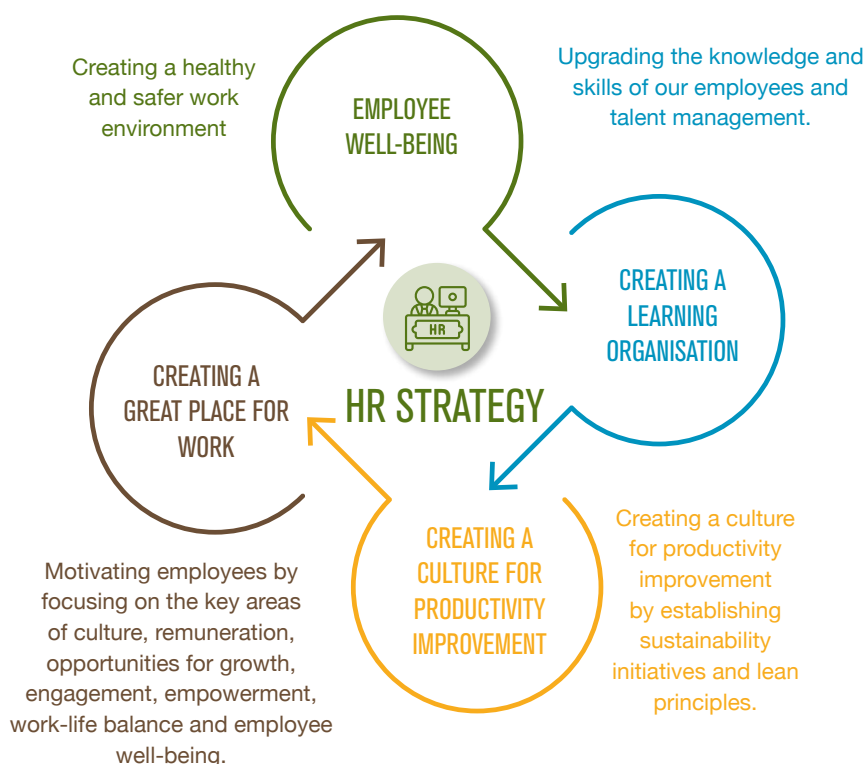 Creating a healthy
and safer work
environment
EMPLOYEE
WELL-BEING
Upgrading the knowledge and
skills of our employees and
talent management.
CREATING A
LEARNING
ORGANISATION
HR
HR STRATEGY
CREATING A
GREAT PLACE FOR
WORK
CREATING A
CULTURE FOR
PRODUCTIVITY
IMPROVEMENT
Creating a culture
for productivity
improvement
by establishing
sustainability
initiatives and lean
principles.
Motivating employees by
focusing on the key areas
of culture, remuneration,
opportunities for growth,
engagement, empowerment,
work-life balance and employee
well-being.